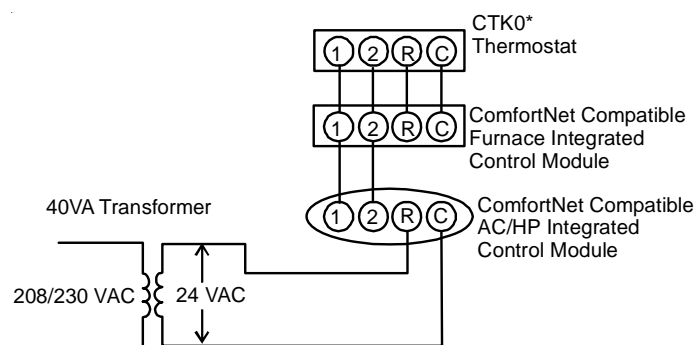 CTK0*
Thermostat
1 2 R C
ComfortNet Compatible
Furnace Integrated
Control Module
1 2 R C
ComfortNet Compatible
AC/HP Integrated
Control Module
1 2 R C
40VA Transformer
208/230 VAC
24 VAC